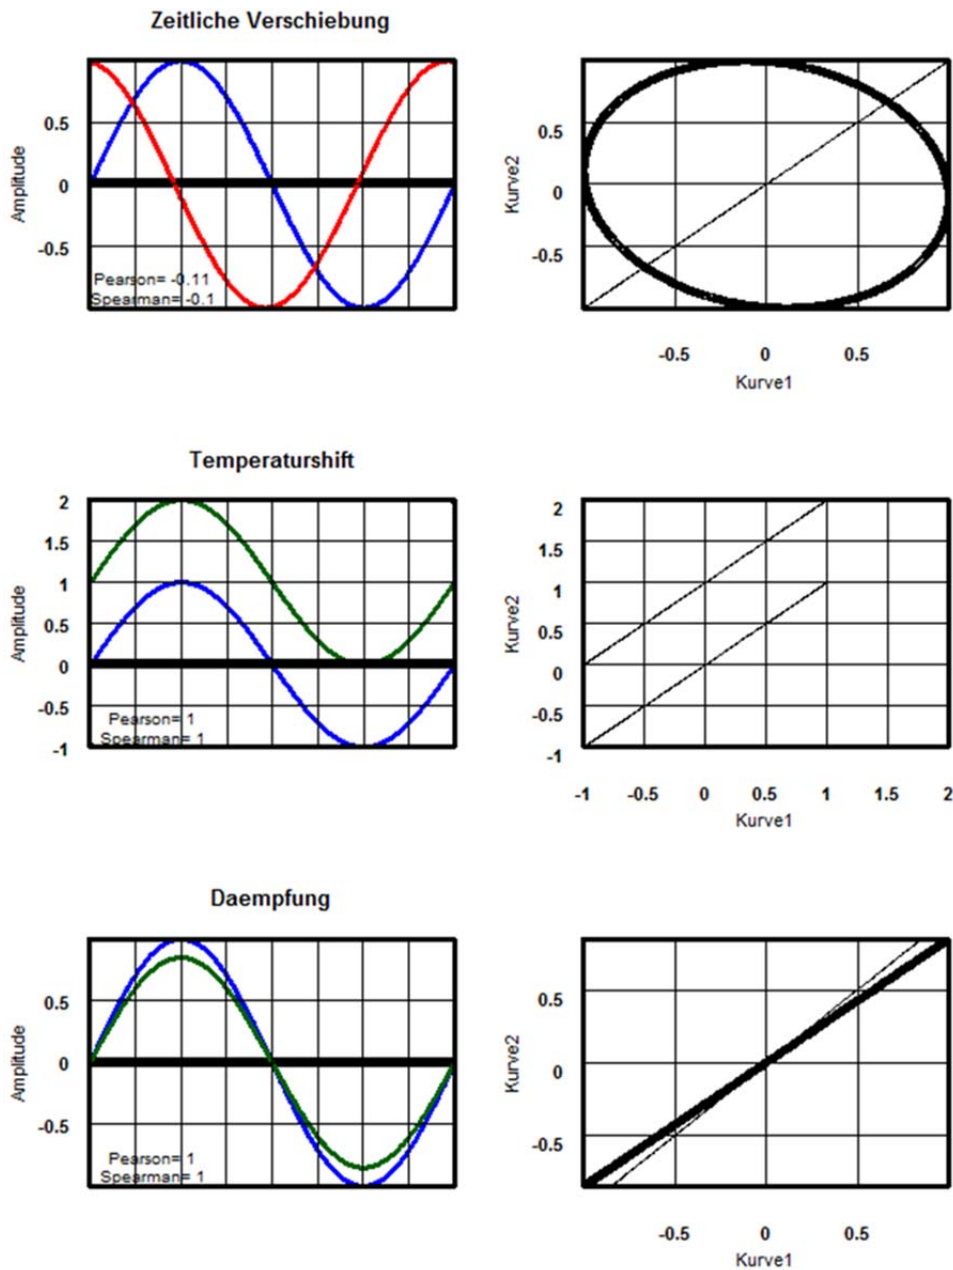 Zeitliche Verschiebung
Amplitude
0.5
0
-0.5
Pearson= -0.11
Spearman= -0.1
Kurve2
0.5
0
-0.5
-0.5 0 0.5
Kurve1
Temperaturshift
Amplitude
2
1.5
1
0.5
0
-0.5
-1
Pearson= 1
Spearman= 1
Kurve2
2
1.5
1
0.5
0
-0.5
-1
-1 -0.5 0 0.5 1 1.5 2
Kurve1
Daempfung
Amplitude
0.5
0
-0.5
Pearson= 1
Spearman= 1
Kurve2
0.5
0
-0.5
-0.5 0 0.5
Kurve1